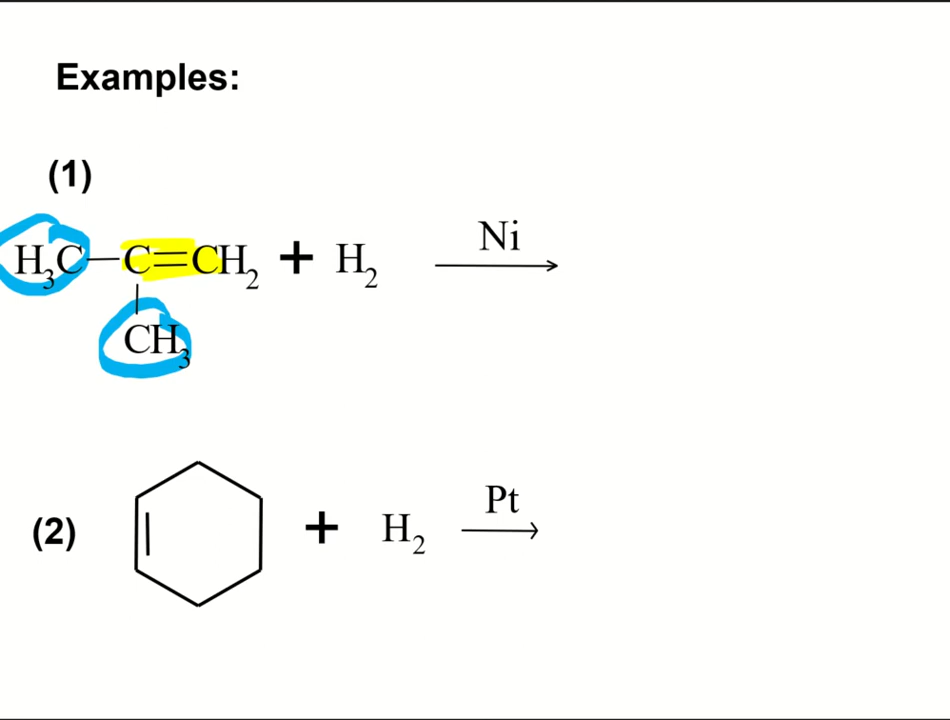 Examples:
(1)
Ni
H₃C—C=CH₂ + H₂
CH₃
Pt
(2) + H₂